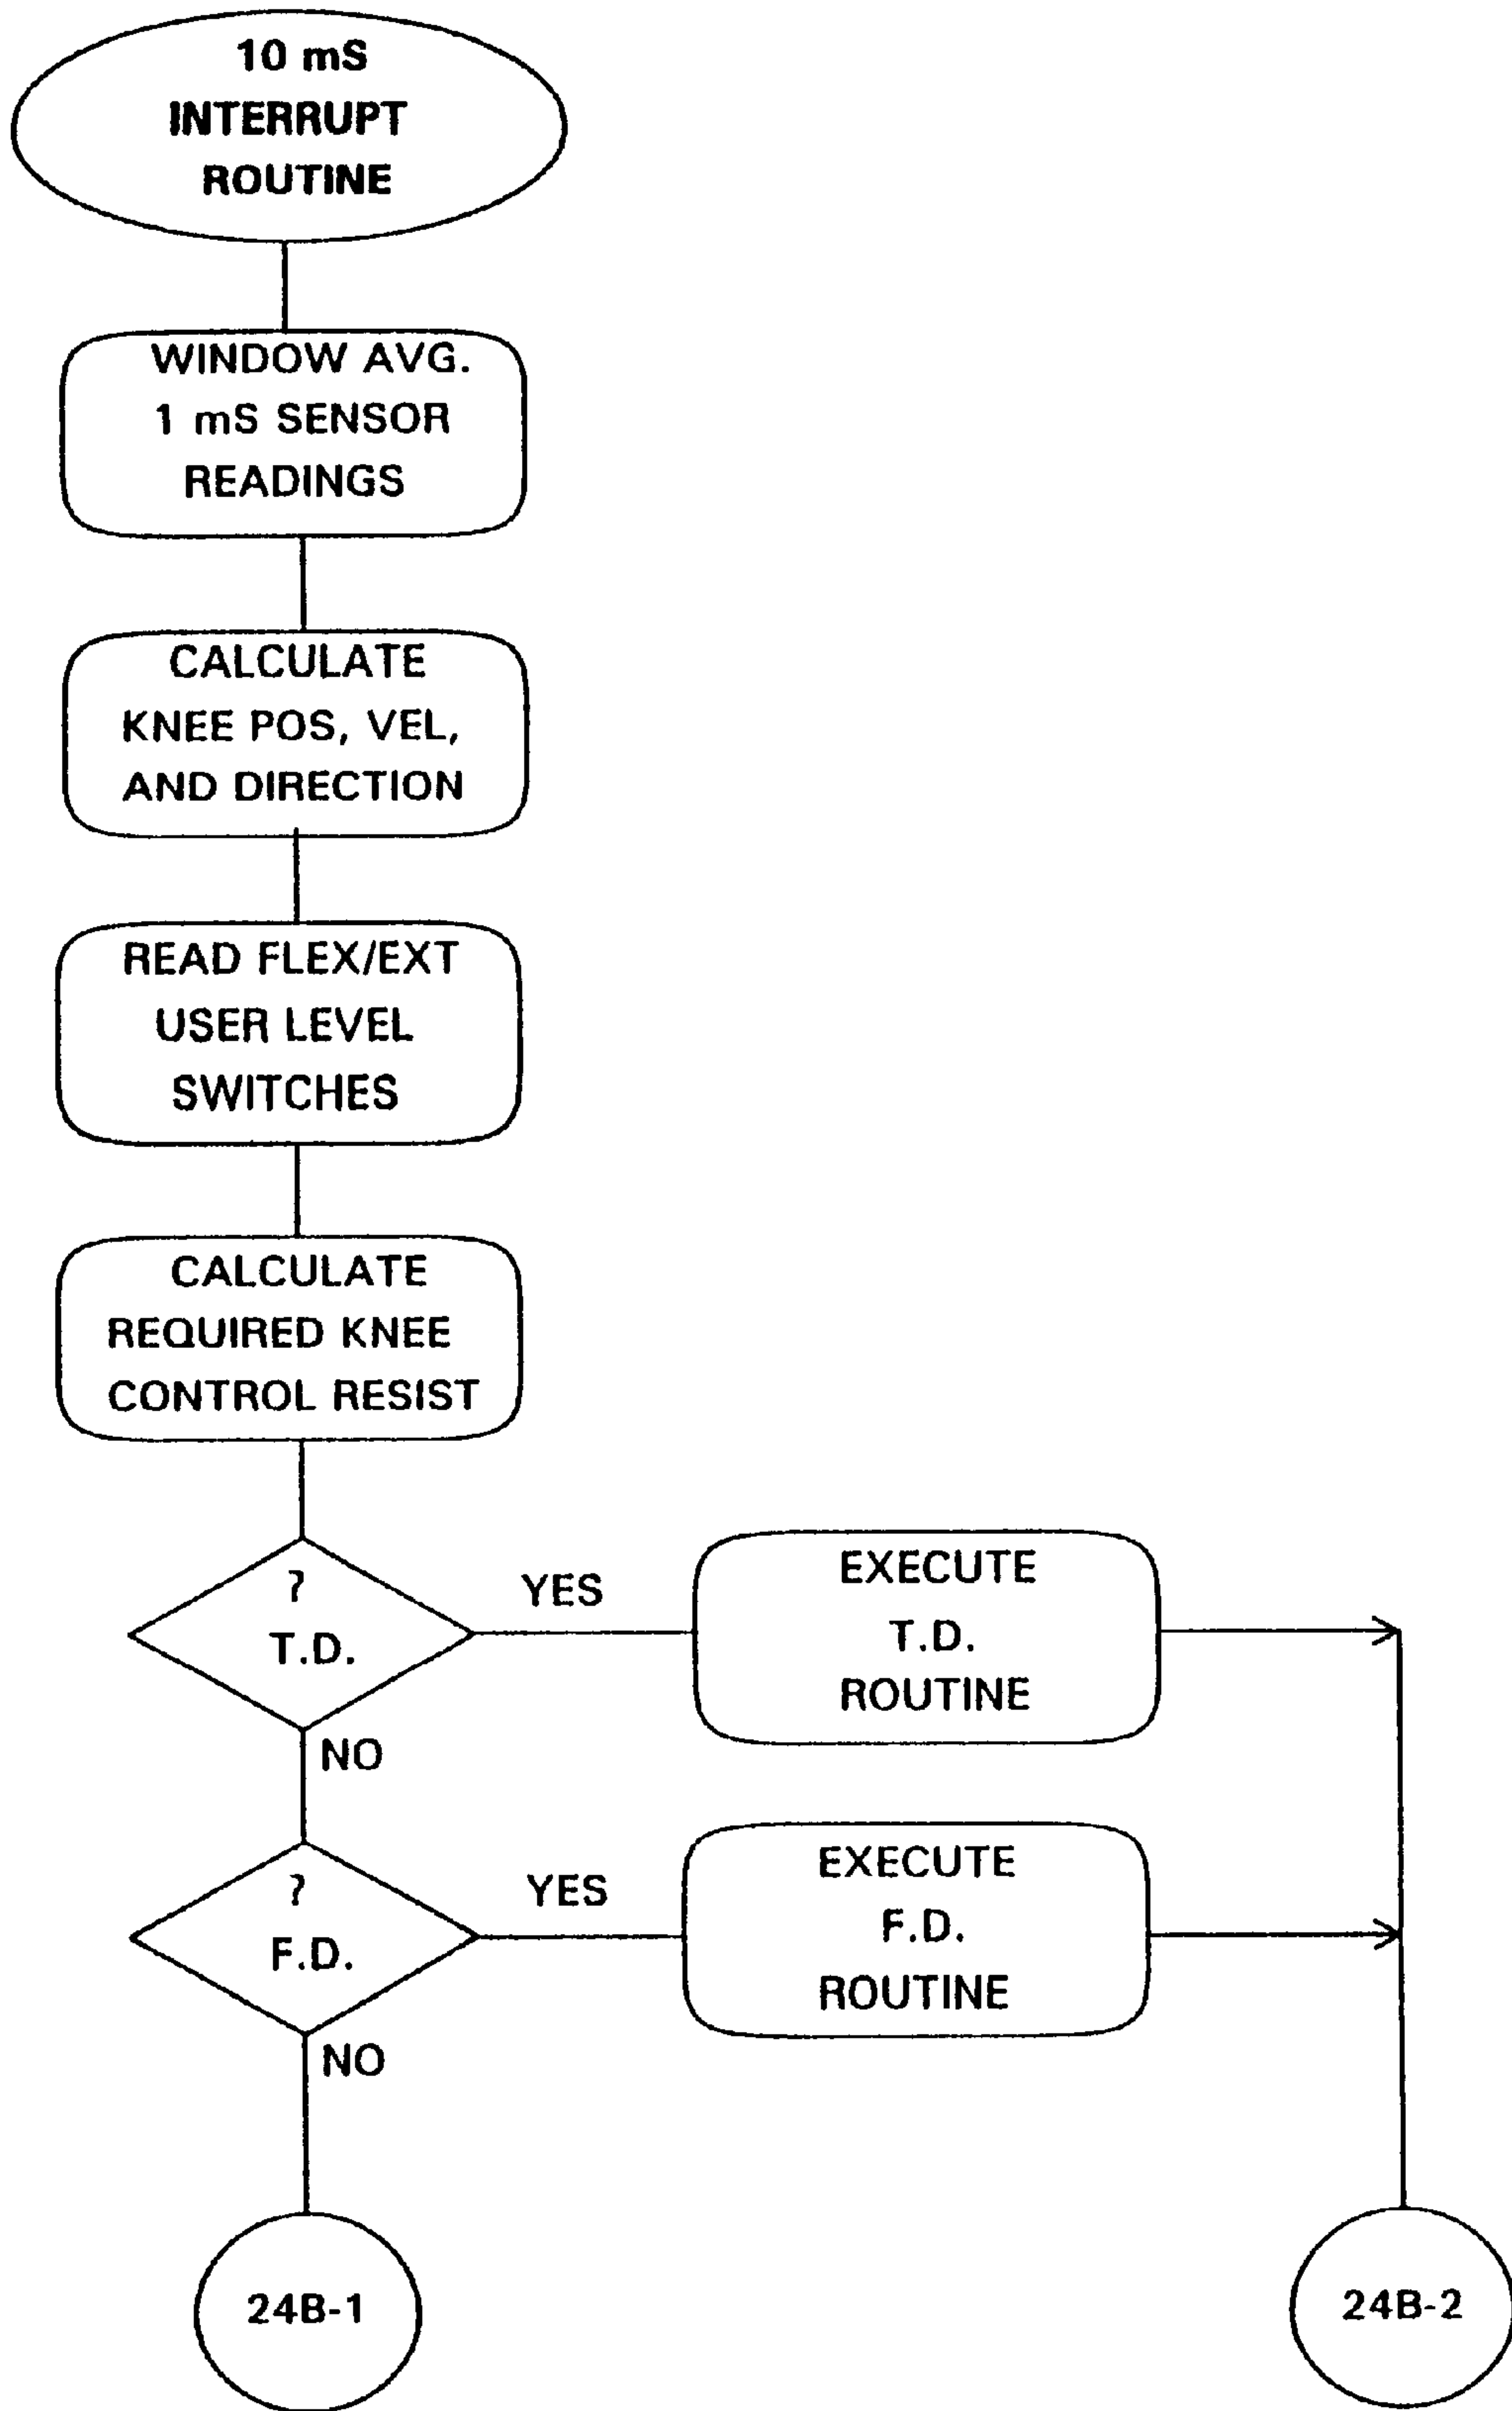 10 mS
INTERRUPT
ROUTINE
WINDOW AVG.
1 mS SENSOR
READINGS
CALCULATE
KNEE POS, VEL,
AND DIRECTION
READ FLEX/EXT
USER LEVEL
SWITCHES
CALCULATE
REQUIRED KNEE
CONTROL RESIST
?
T.D.
YES
EXECUTE
T.D.
ROUTINE
NO
?
F.D.
YES
EXECUTE
F.D.
ROUTINE
NO
24B-1
24B-2